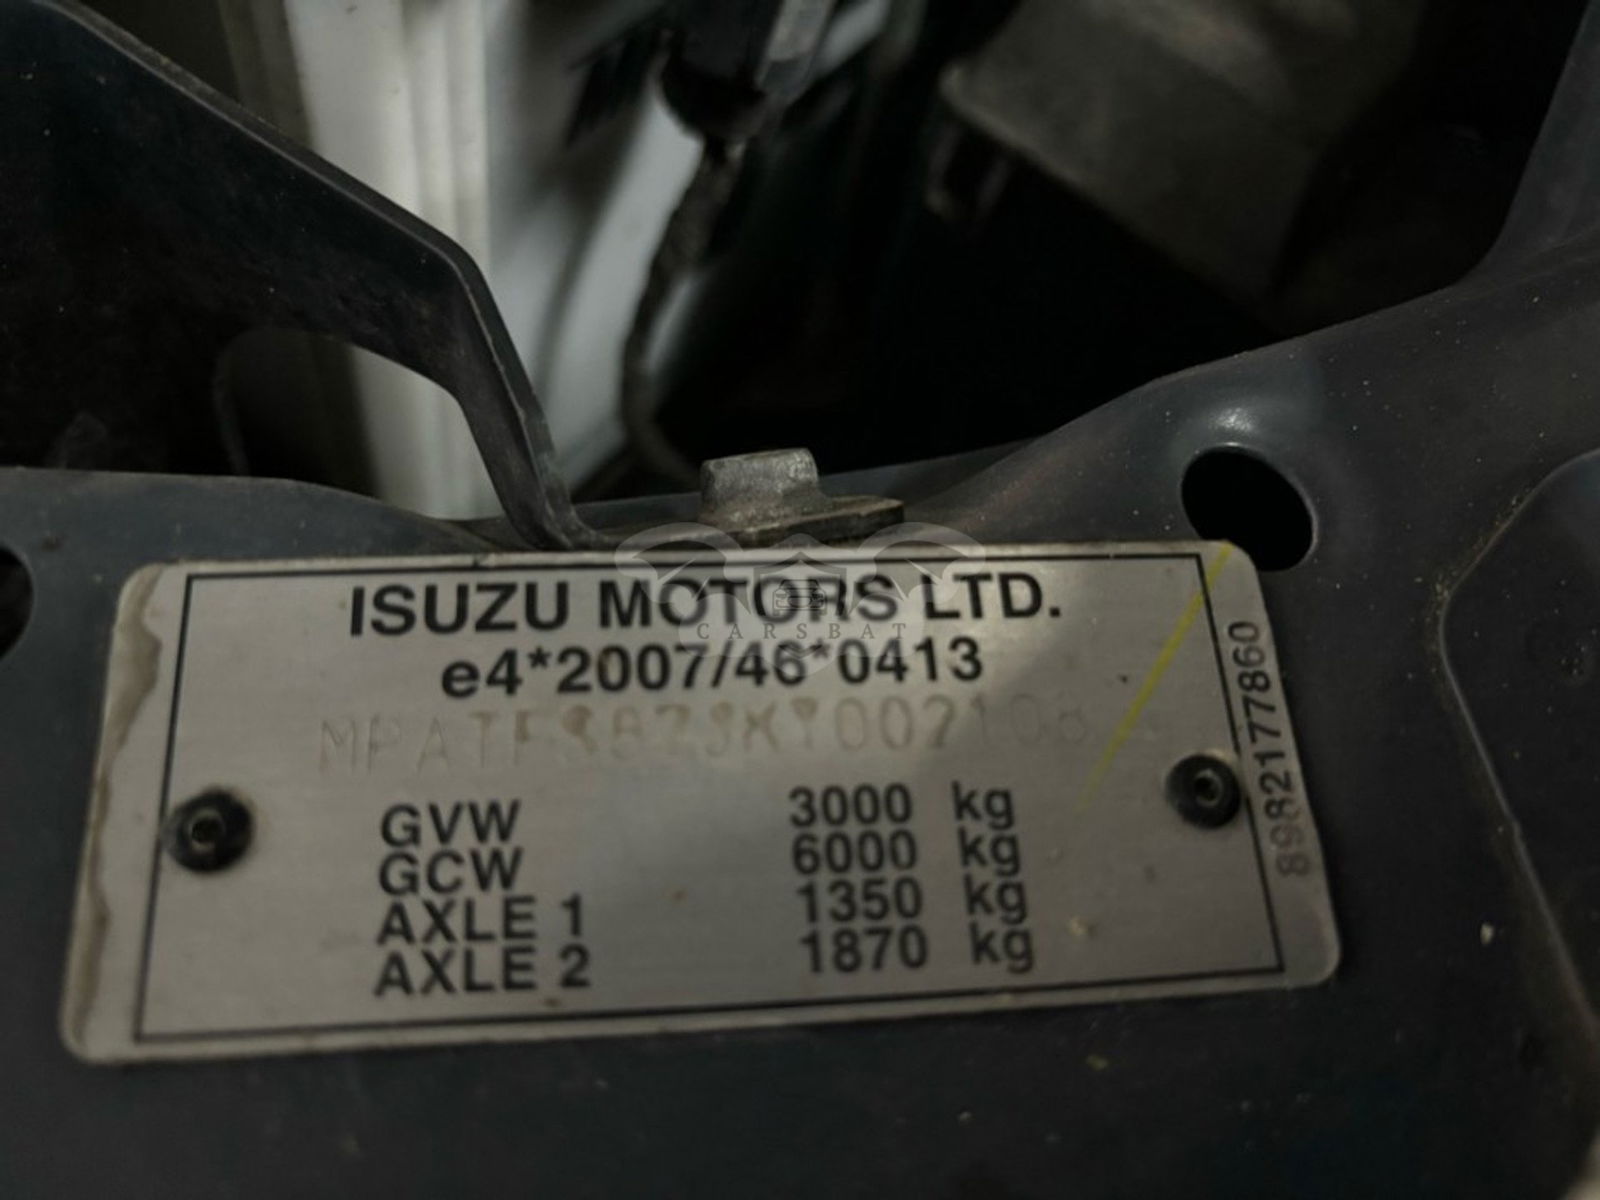 ISUZU MOTORS LTD.
e4*2007/46*0413
GVW 3000 kg
GCW 6000 kg
AXLE 1 1350 kg
AXLE 2 1870 kg
8982177860
CARSBAT